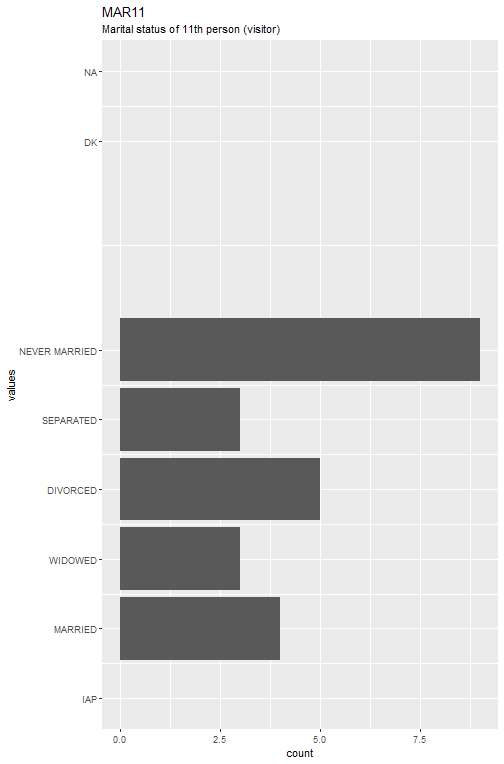 MAR11
Marital status of 11th person (visitor)
NA
DK
NEVER MARRIED
SEPARATED
DIVORCED
WIDOWED
MARRIED
IAP
values
0.0 2.5 5.0 7.5
count